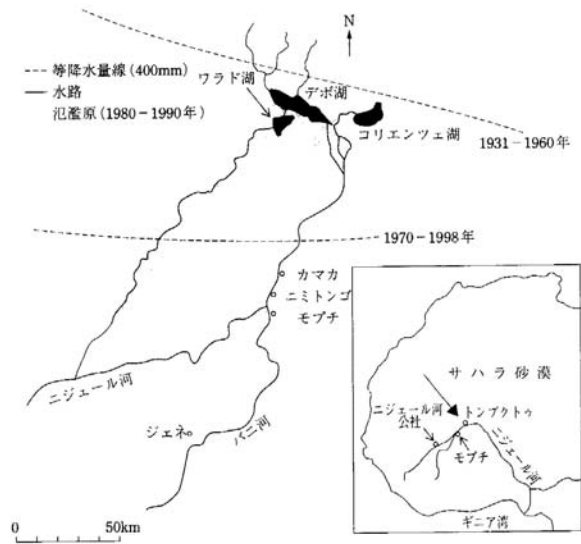 N
等降水量線(400mm)
水路
氾濫原(1980-1990年)
ワラド湖
デボ湖
コリエンツェ湖
1931-1960年
1970-1998年
カマカ
ニミトンゴ
モプチ
ニジェール河
ジェネ
バニ河
0
50km
サハラ砂漠
ニジェール河
公社
トンブクトゥ
モプチ
ニジェール河
ギニア湾